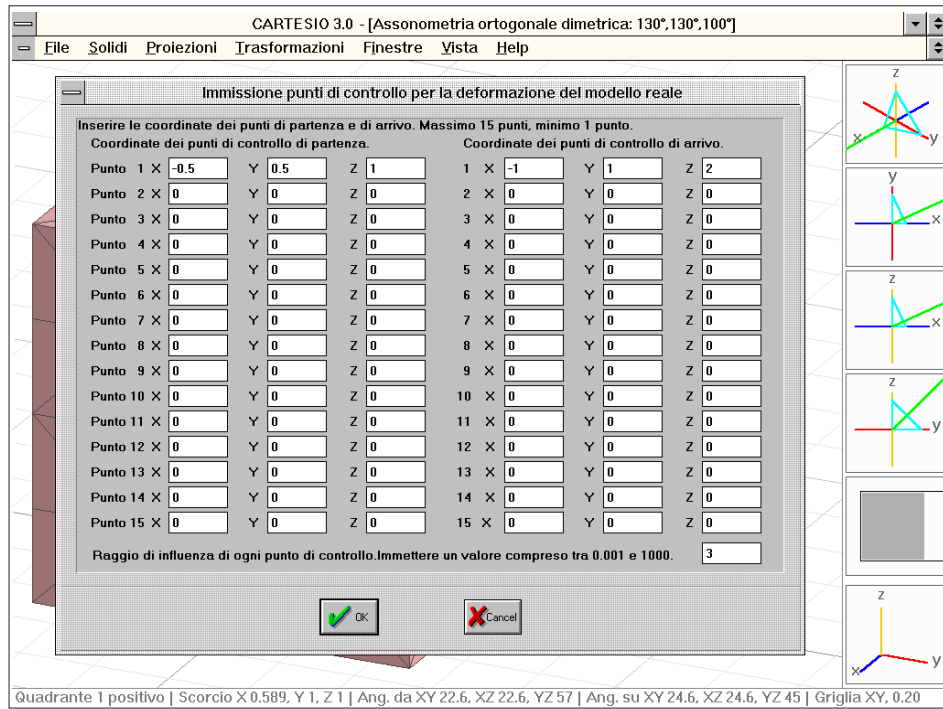 CARTESIO 3.0 - [Assonometria ortogonale dimetrica: 130°,130°,100°]
File Solidi Proiezioni Trasformazioni Finestre Vista Help
Immissione punti di controllo per la deformazione del modello reale
Inserire le coordinate dei punti di partenza e di arrivo. Massimo 15 punti, minimo 1 punto.
Coordinate dei punti di controllo di partenza. Coordinate dei punti di controllo di arrivo.
Punto 1 X -0.5 Y 0.5 Z 1 1 X -1 Y 1 Z 2
Punto 2 X 0 Y 0 Z 0 2 X 0 Y 0 Z 0
Punto 3 X 0 Y 0 Z 0 3 X 0 Y 0 Z 0
Punto 4 X 0 Y 0 Z 0 4 X 0 Y 0 Z 0
Punto 5 X 0 Y 0 Z 0 5 X 0 Y 0 Z 0
Punto 6 X 0 Y 0 Z 0 6 X 0 Y 0 Z 0
Punto 7 X 0 Y 0 Z 0 7 X 0 Y 0 Z 0
Punto 8 X 0 Y 0 Z 0 8 X 0 Y 0 Z 0
Punto 9 X 0 Y 0 Z 0 9 X 0 Y 0 Z 0
Punto 10 X 0 Y 0 Z 0 10 X 0 Y 0 Z 0
Punto 11 X 0 Y 0 Z 0 11 X 0 Y 0 Z 0
Punto 12 X 0 Y 0 Z 0 12 X 0 Y 0 Z 0
Punto 13 X 0 Y 0 Z 0 13 X 0 Y 0 Z 0
Punto 14 X 0 Y 0 Z 0 14 X 0 Y 0 Z 0
Punto 15 X 0 Y 0 Z 0 15 X 0 Y 0 Z 0
Raggio di influenza di ogni punto di controllo.Immettere un valore compreso tra 0.001 e 1000. 3
OK Cancel
z
x y
y
x
z
x
z
y
z
y
x
Quadrante 1 positivo | Scorcio X 0.589, Y 1, Z 1 | Ang. da XY 22.6, XZ 22.6, YZ 57 | Ang. su XY 24.6, XZ 24.6, YZ 45 | Griglia XY, 0.20